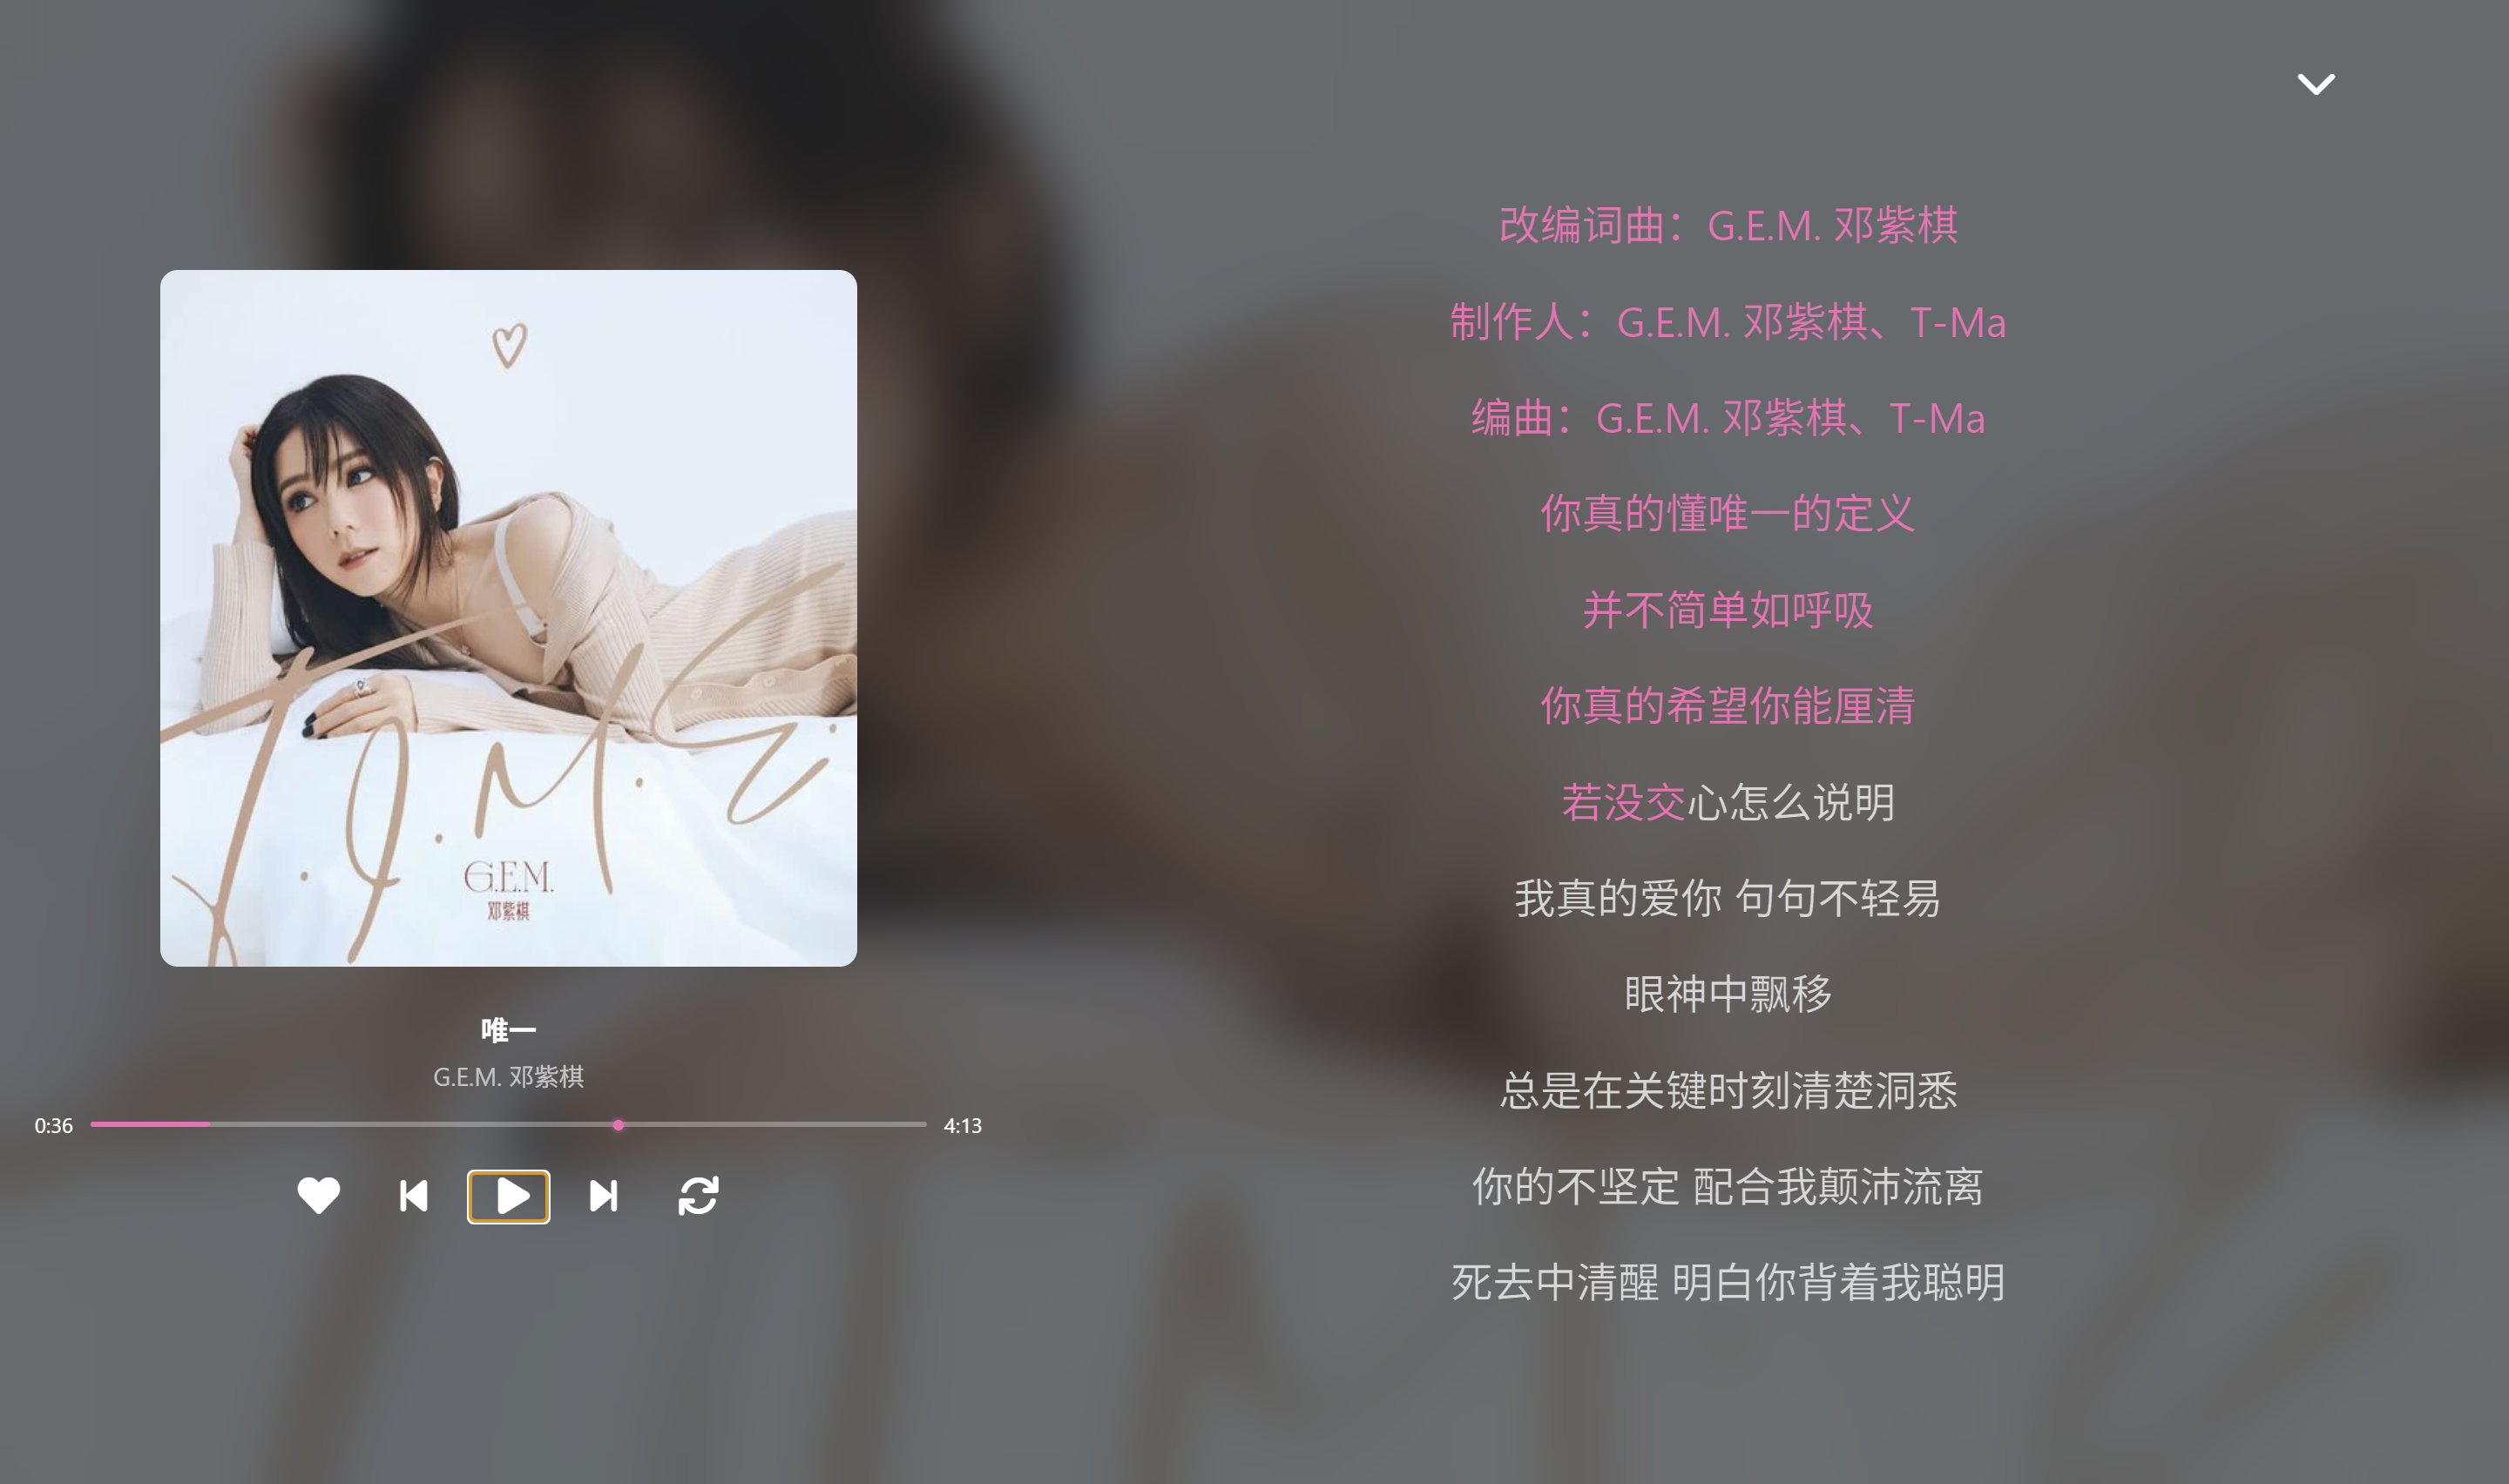 T.I.M.E.
G.E.M.
邓紫棋
唯一
G.E.M. 邓紫棋
0:36
4:13
改编词曲：G.E.M. 邓紫棋
制作人：G.E.M. 邓紫棋、T-Ma
编曲：G.E.M. 邓紫棋、T-Ma
你真的懂唯一的定义
并不简单如呼吸
你真的希望你能厘清
若没交心怎么说明
我真的爱你 句句不轻易
眼神中飘移
总是在关键时刻清楚洞悉
你的不坚定 配合我颠沛流离
死去中清醒 明白你背着我聪明